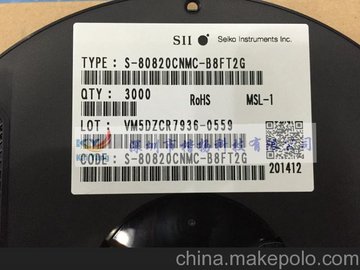 SII Seiko Instruments Inc.
TYPE : S-80820CNMC-B8FT2G
QTY : 3000 RoHS MSL-1
LOT : VM5DZCR7936-0559
CODE : S-80820CNMC-B8FT2G
201412
china.makepolo.com